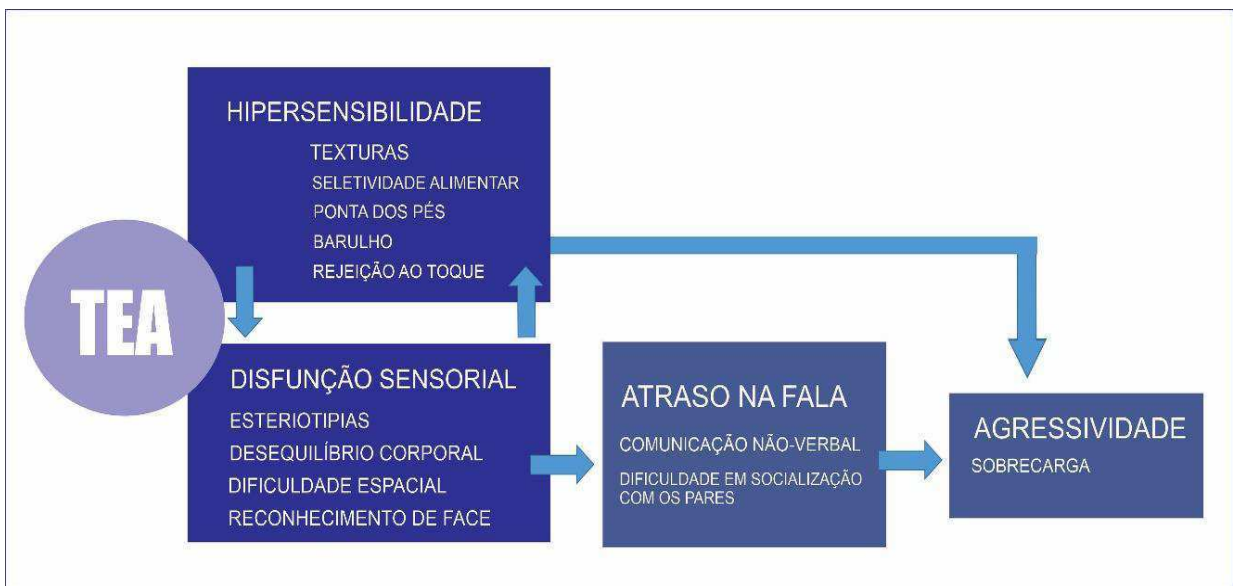 HIPERSENSIBILIDADE
TEXTURAS
SELETIVIDADE ALIMENTAR
PONTA DOS PÉS
BARULHO
REJEIÇÃO AO TOQUE
TEA
DISFUNÇÃO SENSORIAL
ESTERIOTIPIAS
DESEQUILÍBRIO CORPORAL
DIFICULDADE ESPACIAL
RECONHECIMENTO DE FACE
ATRASO NA FALA
COMUNICAÇÃO NÃO-VERBAL
DIFICULDADE EM SOCIALIZAÇÃO
COM OS PARES
AGRESSIVIDADE
SOBRECARGA